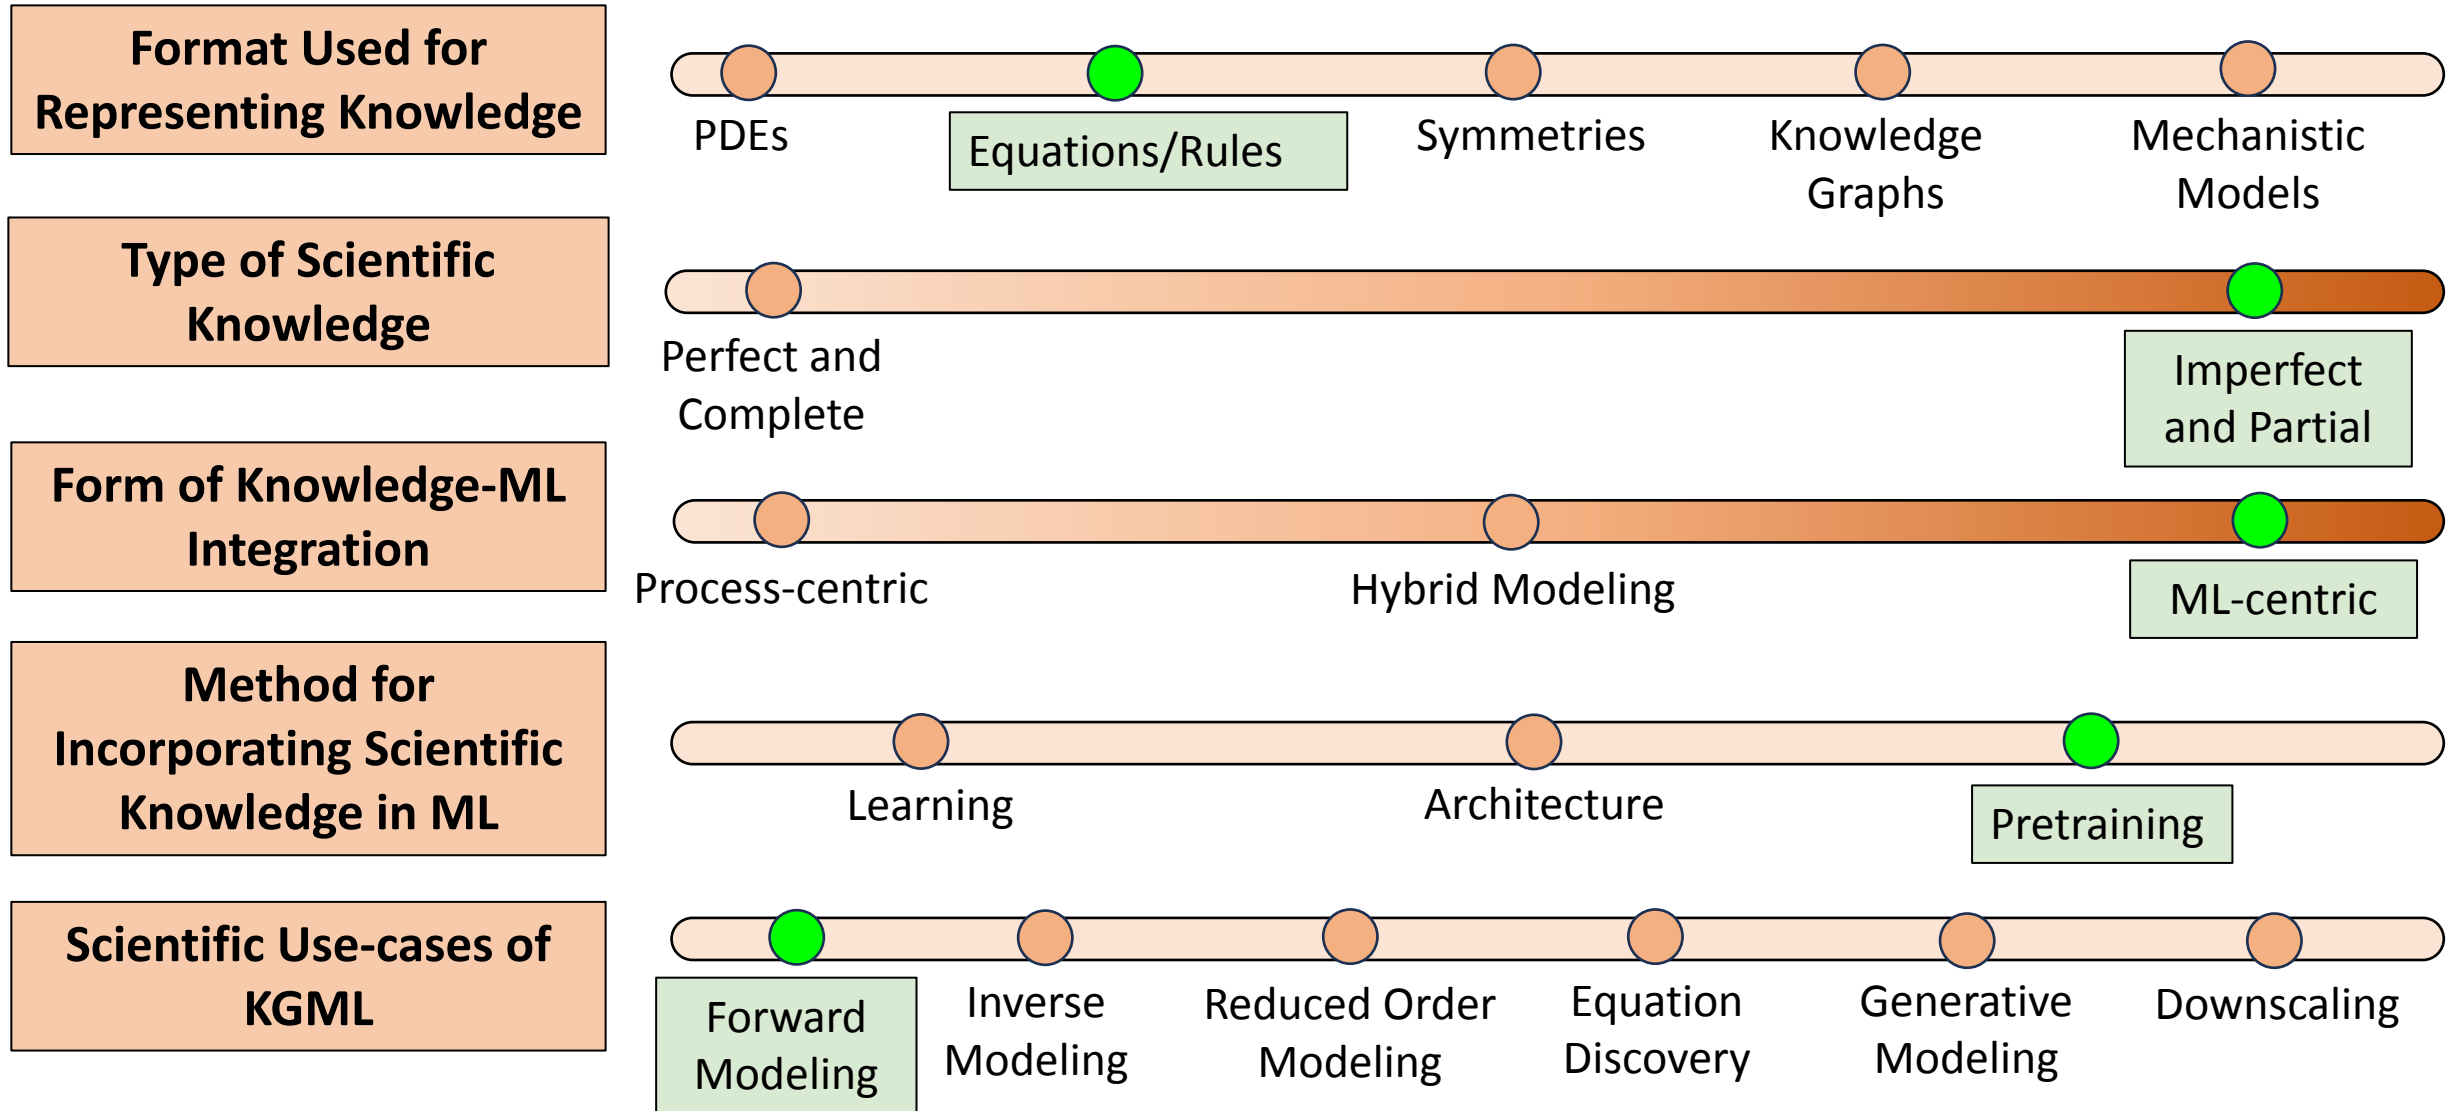 Format Used for
Representing Knowledge
PDEs
Equations/Rules
Symmetries
Knowledge
Graphs
Mechanistic
Models
Type of Scientific
Knowledge
Perfect and
Complete
Imperfect
and Partial
Form of Knowledge-ML
Integration
Process-centric
Hybrid Modeling
ML-centric
Method for
Incorporating Scientific
Knowledge in ML
Learning
Architecture
Pretraining
Scientific Use-cases of
KGML
Forward
Modeling
Inverse
Modeling
Reduced Order
Modeling
Equation
Discovery
Generative
Modeling
Downscaling